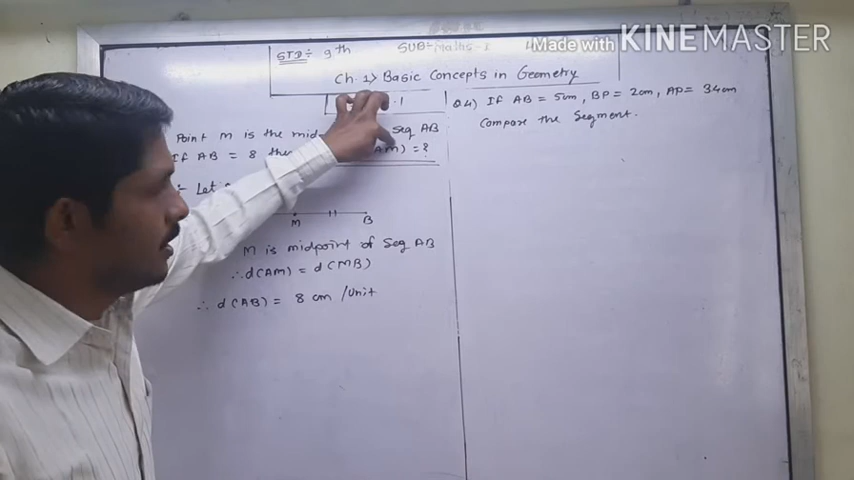 STD:- 9th SUB-Maths-I
Made with KINEMASTER
Ch. 1> Basic Concepts in Geometry
.1
Point M is the mid Seg AB
If AB = 8 the AM) = ?
:- Let
M B
M is midpoint of Seg AB
∴ d(AM) = d(MB)
∴ d(AB) = 8 cm /Unit
Q.4) If AB = 5cm, BP = 2cm, AP = 34cm
Compare the Segment.